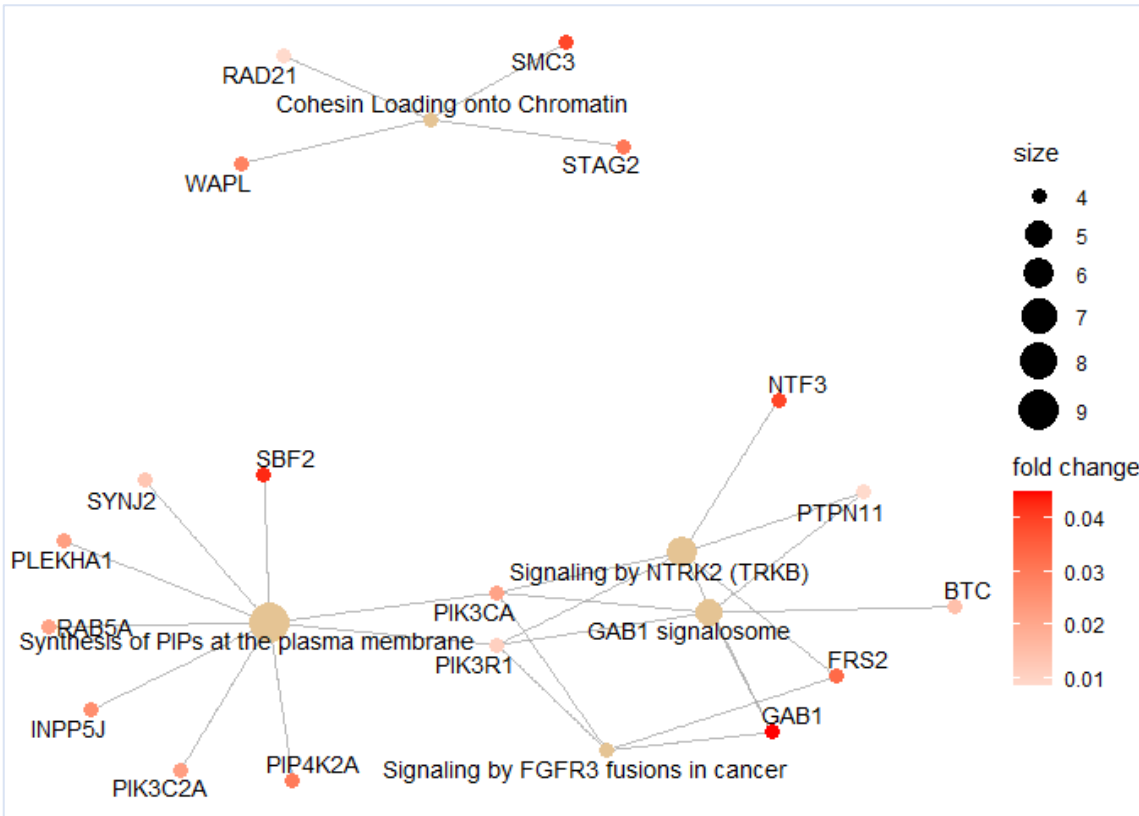 SMC3
RAD21
Cohesin Loading onto Chromatin
STAG2
WAPL
size
4
5
6
7
8
9
NTF3
SBF2
fold change
SYNJ2
PTPN11
0.04
PLEKHA1
Signaling by NTRK2 (TRKB)
0.03
BTC
PIK3CA
RAB5A
0.02
GAB1 signalosome
Synthesis of PIPs at the plasma membrane
PIK3R1
FRS2
0.01
GAB1
INPP5J
PIP4K2A
Signaling by FGFR3 fusions in cancer
PIK3C2A